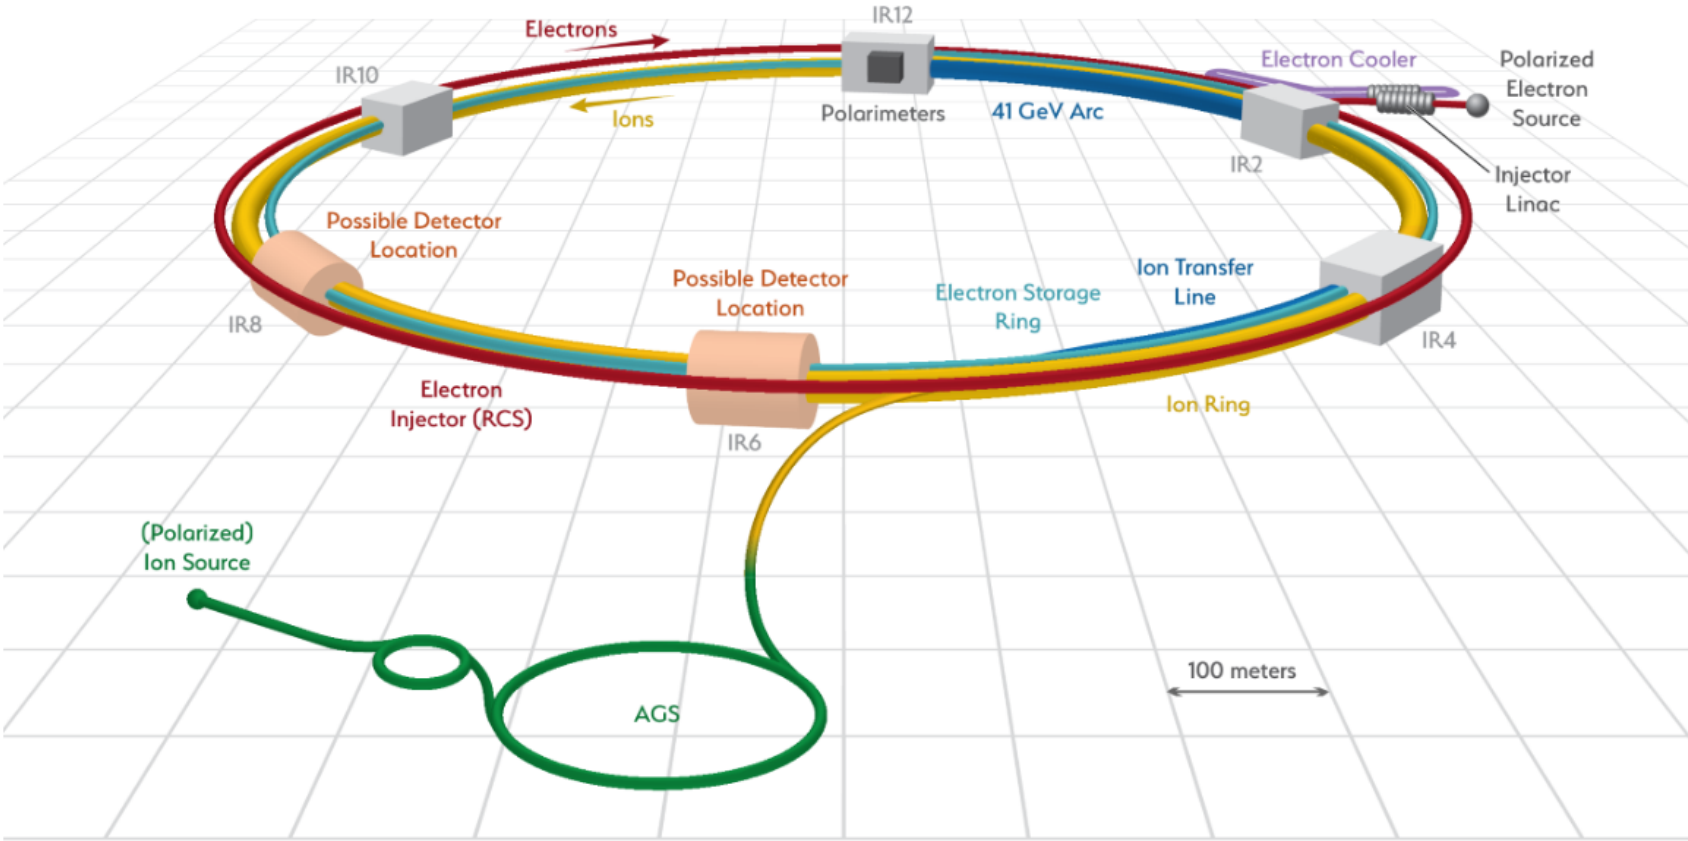 IR12
Electrons
IR10
Ions
Polarimeters
41 GeV Arc
Electron Cooler
Polarized
Electron
Source
IR2
Injector
Linac
Possible Detector
Location
Possible Detector
Location
Electron Storage
Ring
Ion Transfer
Line
IR8
IR4
Electron
Injector (RCS)
IR6
Ion Ring
(Polarized)
Ion Source
AGS
100 meters